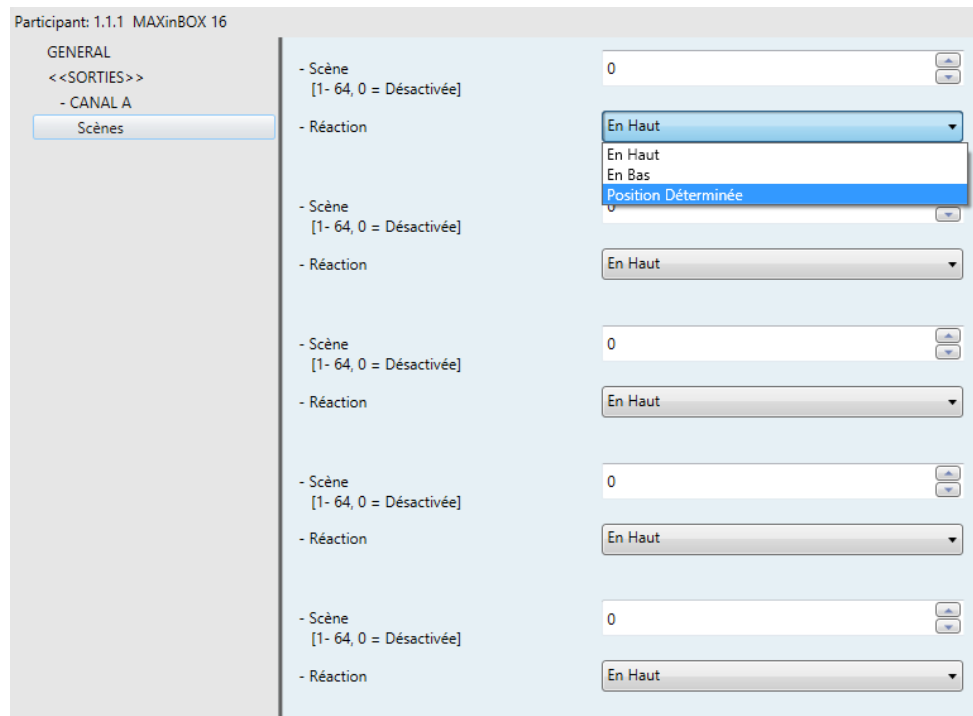 Participant: 1.1.1 MAXinBOX 16
GENERAL
<<SORTIES>>
- CANAL A
Scènes
- Scène
[1- 64, 0 = Désactivée]
0
- Réaction
En Haut
En Haut
En Bas
Position Déterminée
- Scène
[1- 64, 0 = Désactivée]
- Réaction
En Haut
- Scène
[1- 64, 0 = Désactivée]
0
- Réaction
En Haut
- Scène
[1- 64, 0 = Désactivée]
0
- Réaction
En Haut
- Scène
[1- 64, 0 = Désactivée]
0
- Réaction
En Haut